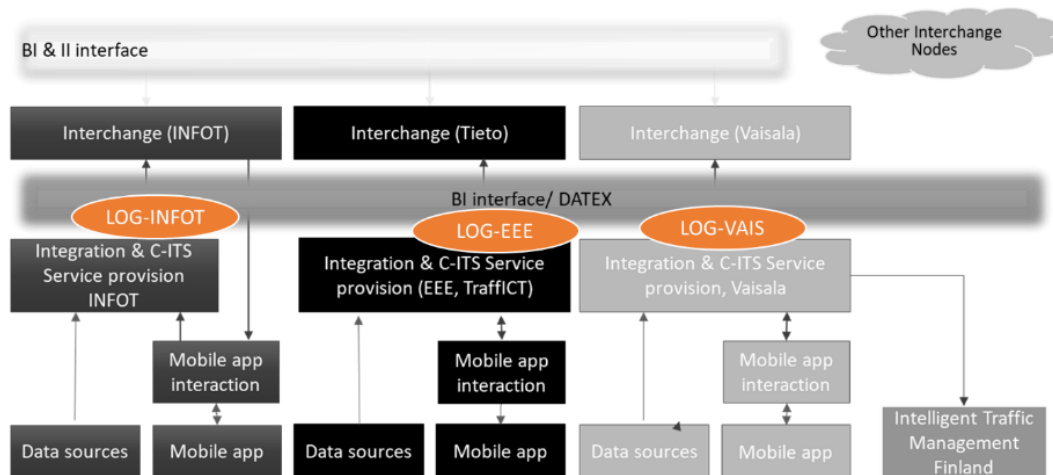 BI & II interface
Other Interchange
Nodes
Interchange (INFOT)
Interchange (Tieto)
Interchange (Vaisala)
BI interface/ DATEX
LOG-INFOT
LOG-EEE
LOG-VAIS
Integration & C-ITS
Service provision
INFOT
Integration & C-ITS Service
provision (EEE, TraffICT)
Integration & C-ITS Service
provision, Vaisala
Mobile app
interaction
Mobile app
interaction
Mobile app
interaction
Data sources
Mobile app
Data sources
Mobile app
Data sources
Mobile app
Intelligent Traffic
Management
Finland